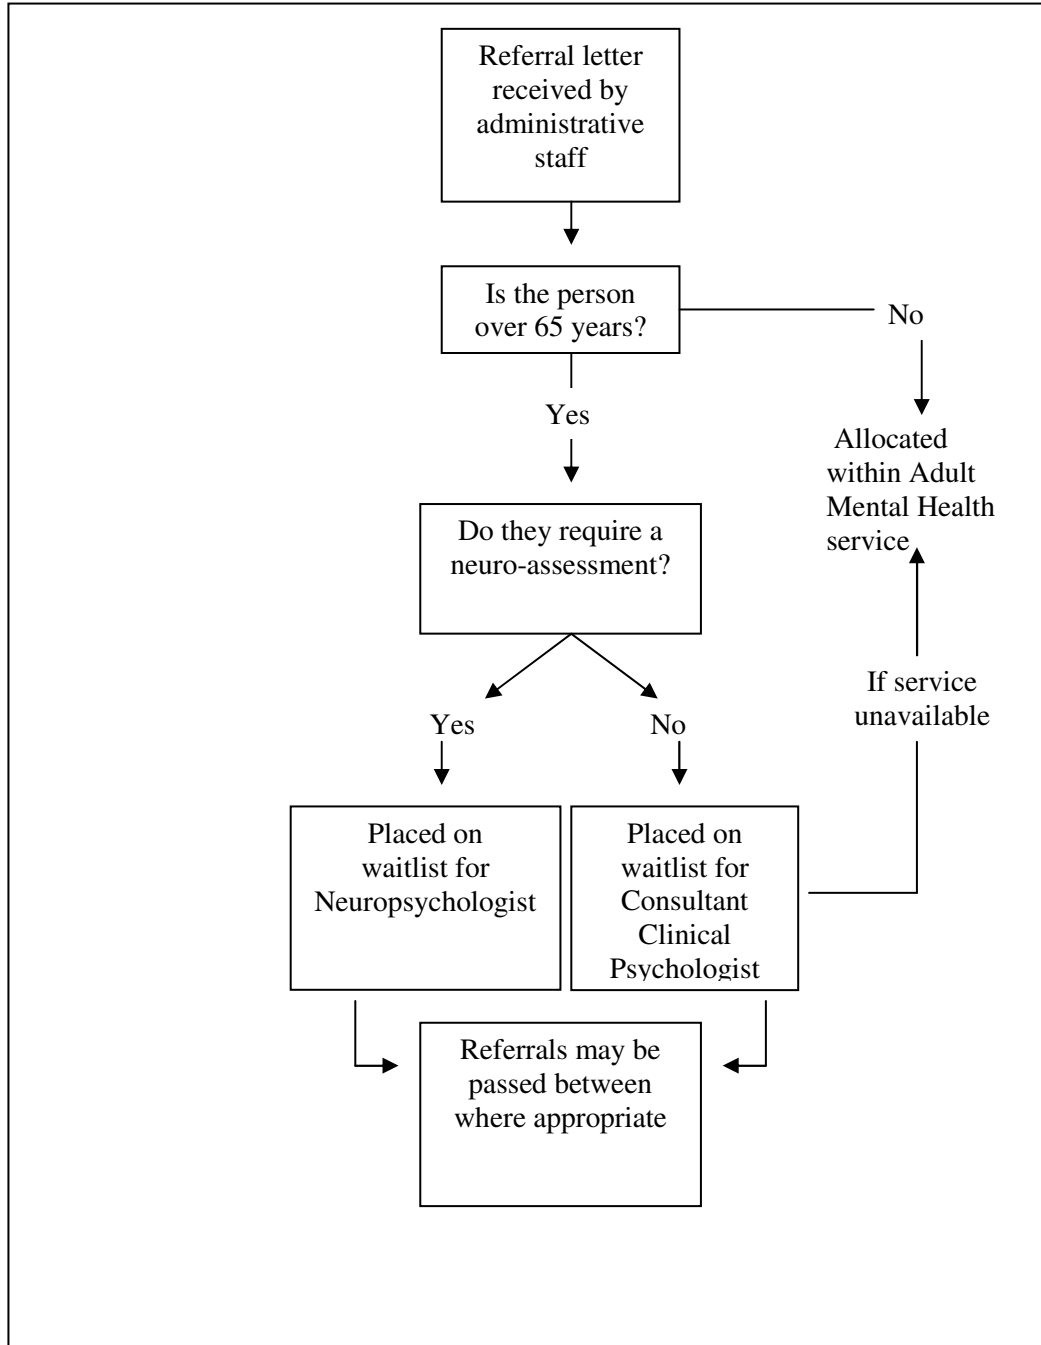 Referral letter
received by
administrative
staff
Is the person
over 65 years?
No
Yes
Allocated
within Adult
Mental Health
service
Do they require a
neuro-assessment?
If service
unavailable
Yes
No
Placed on
waitlist for
Neuropsychologist
Placed on
waitlist for
Consultant
Clinical
Psychologist
Referrals may be
passed between
where appropriate